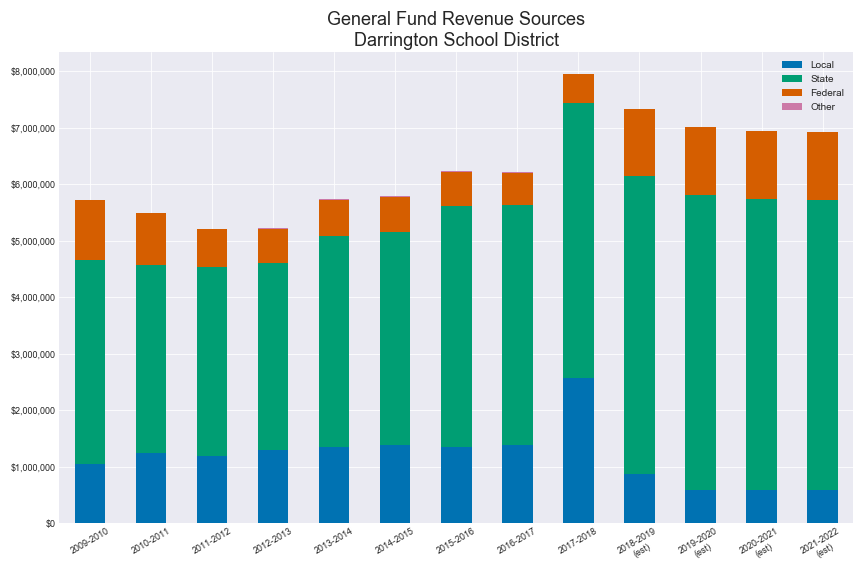 General Fund Revenue Sources
Darrington School District
Local
State
Federal
Other
$8,000,000
$7,000,000
$6,000,000
$5,000,000
$4,000,000
$3,000,000
$2,000,000
$1,000,000
$0
2009-2010
2010-2011
2011-2012
2012-2013
2013-2014
2014-2015
2015-2016
2016-2017
2017-2018
2018-2019
(est)
2019-2020
(est)
2020-2021
(est)
2021-2022
(est)